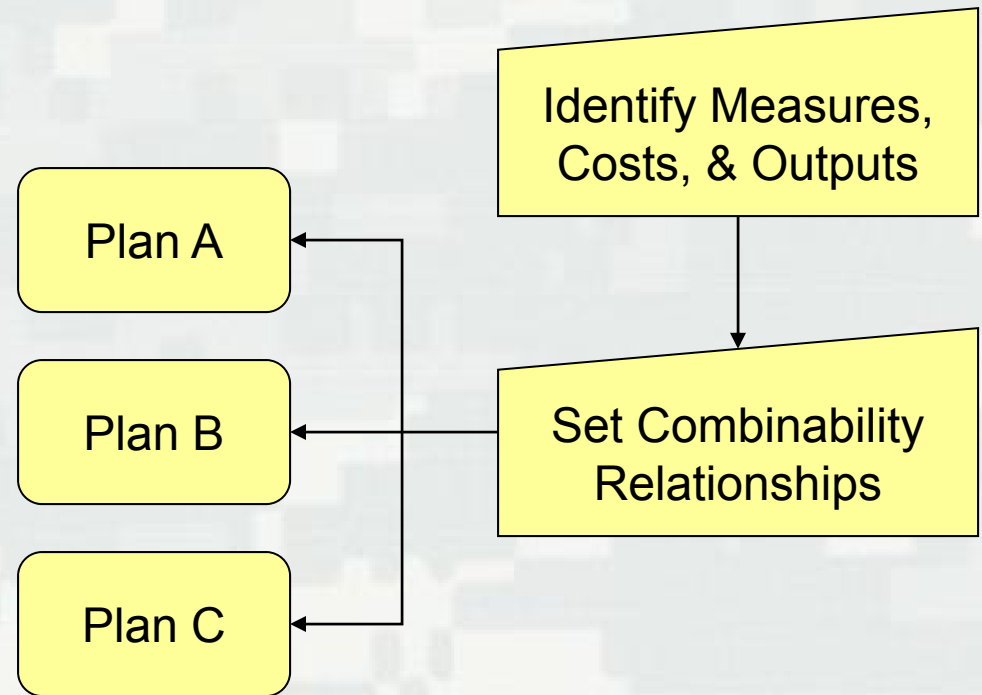 Identify Measures,
Costs, & Outputs
Set Combinability
Relationships
Plan A
Plan B
Plan C